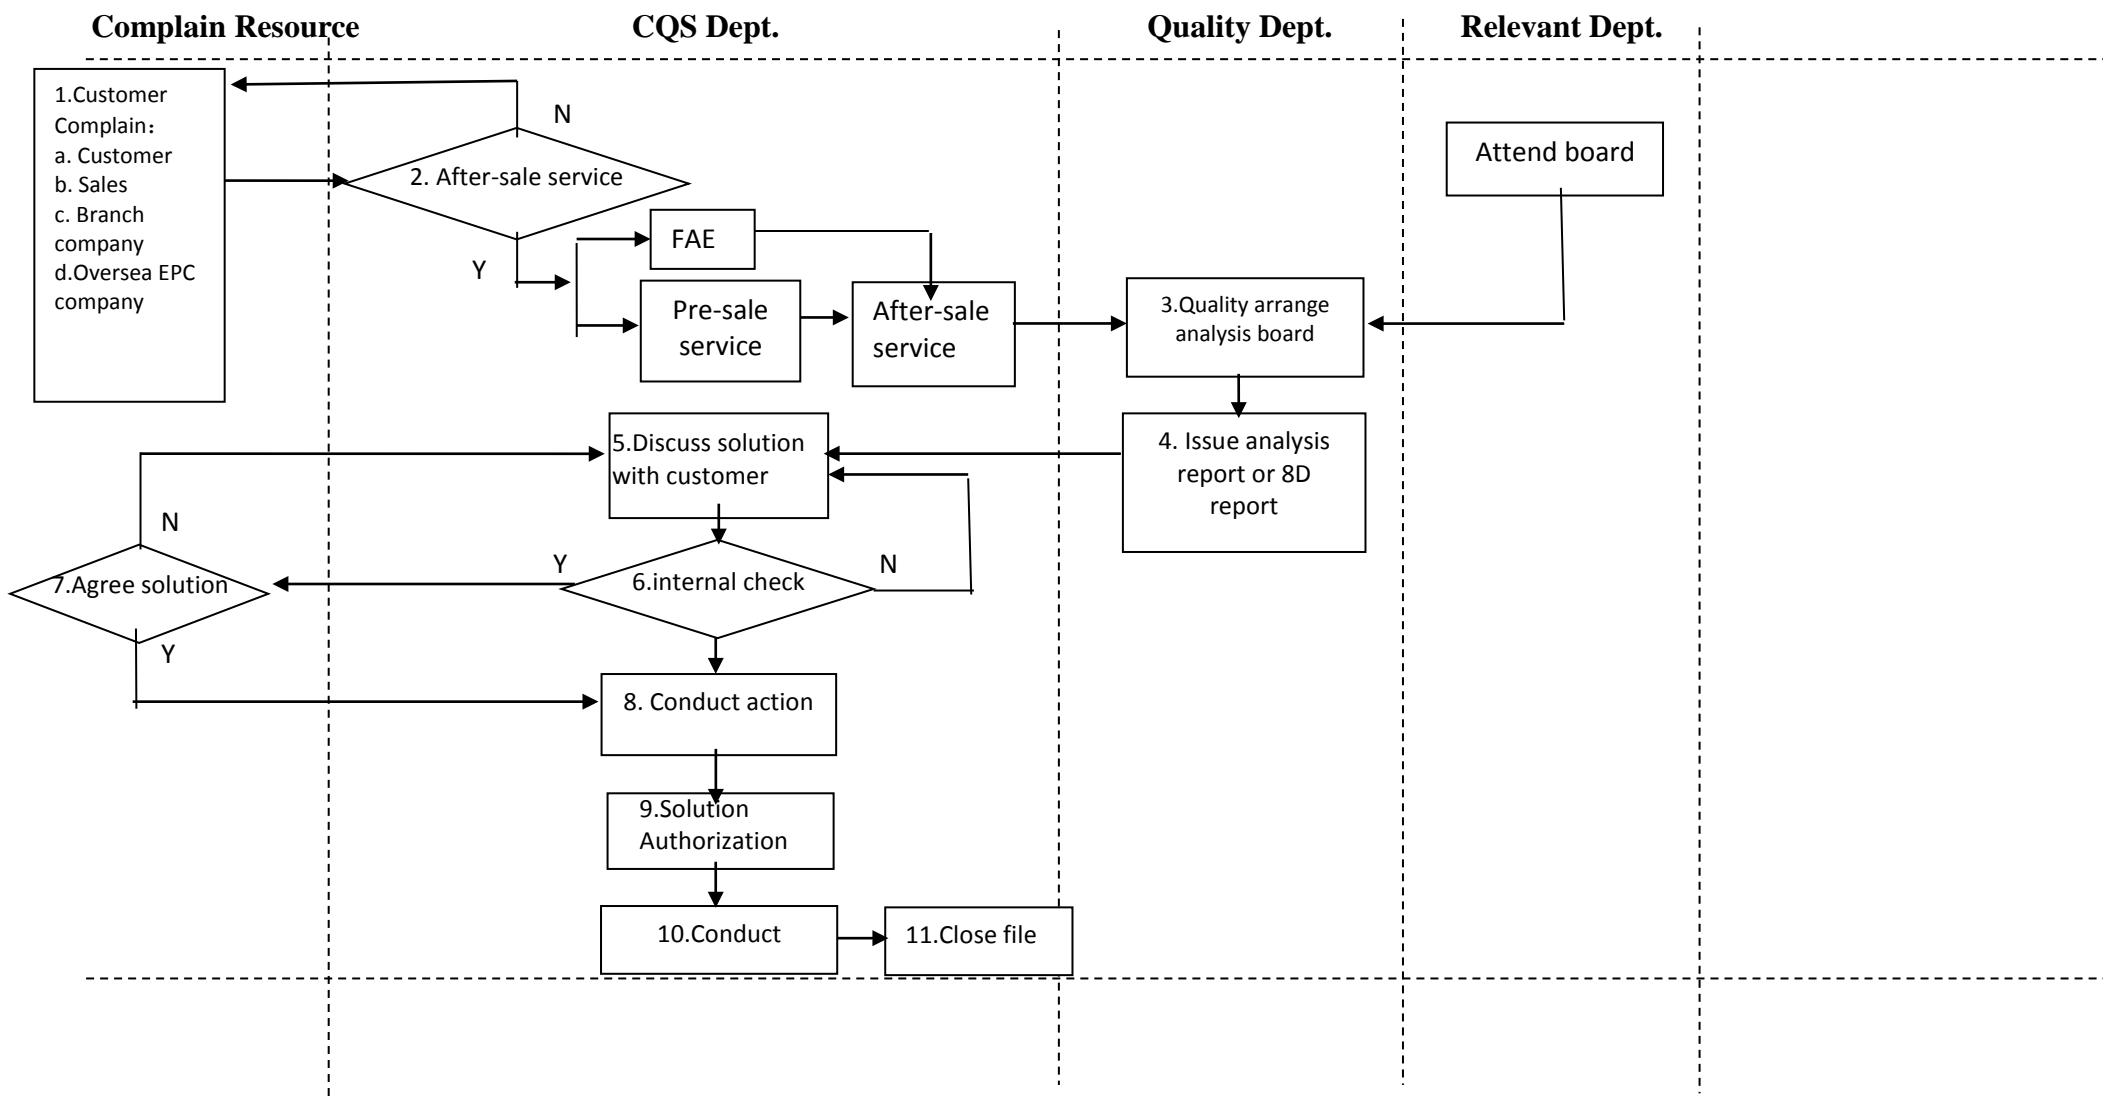 Complain Resource
CQS Dept.
Quality Dept.
Relevant Dept.
1.Customer
Complain：
a. Customer
b. Sales
c. Branch
company
d.Oversea EPC
company
N
2. After-sale service
Y
FAE
Pre-sale
service
After-sale
service
3.Quality arrange
analysis board
Attend board
4. Issue analysis
report or 8D
report
5.Discuss solution
with customer
N
7.Agree solution
Y
Y
6.internal check
N
8. Conduct action
9.Solution
Authorization
10.Conduct
11.Close file